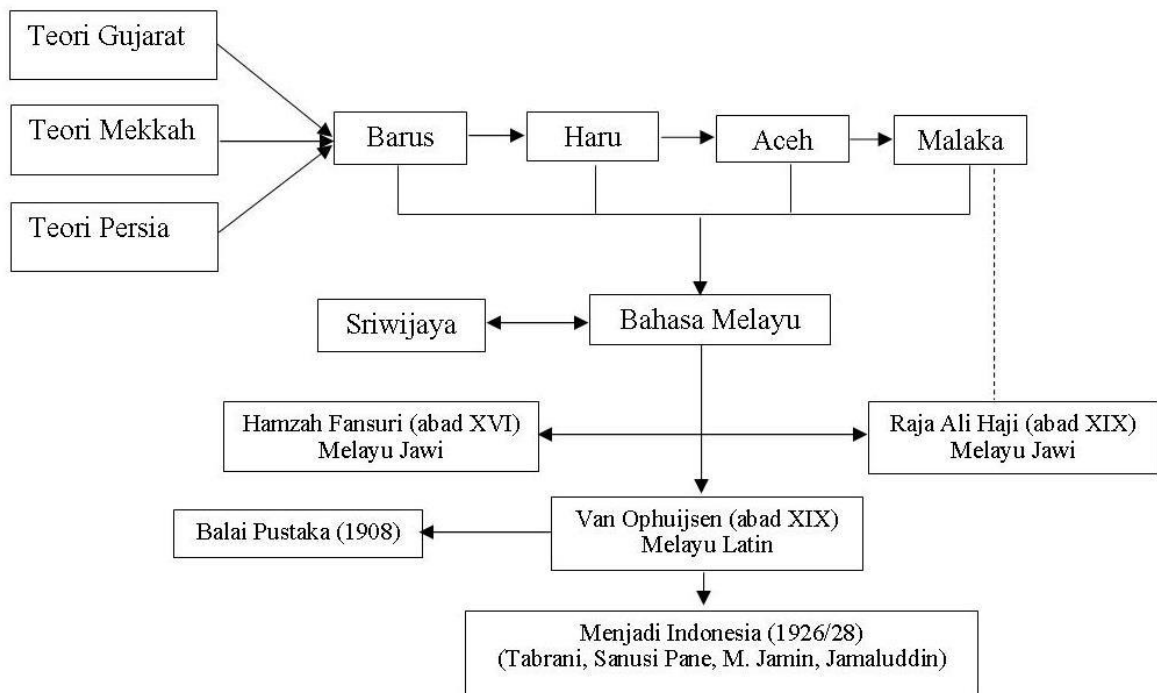 Teori Gujarat
Teori Mekkah
Teori Persia
Barus
Haru
Aceh
Malaka
Sriwijaya
Bahasa Melayu
Hamzah Fansuri (abad XVI)
Melayu Jawi
Raja Ali Haji (abad XIX)
Melayu Jawi
Balai Pustaka (1908)
Van Ophuijsen (abad XIX)
Melayu Latin
Menjadi Indonesia (1926/28)
(Tabrani, Sanusi Pane, M. Jamin, Jamaluddin)